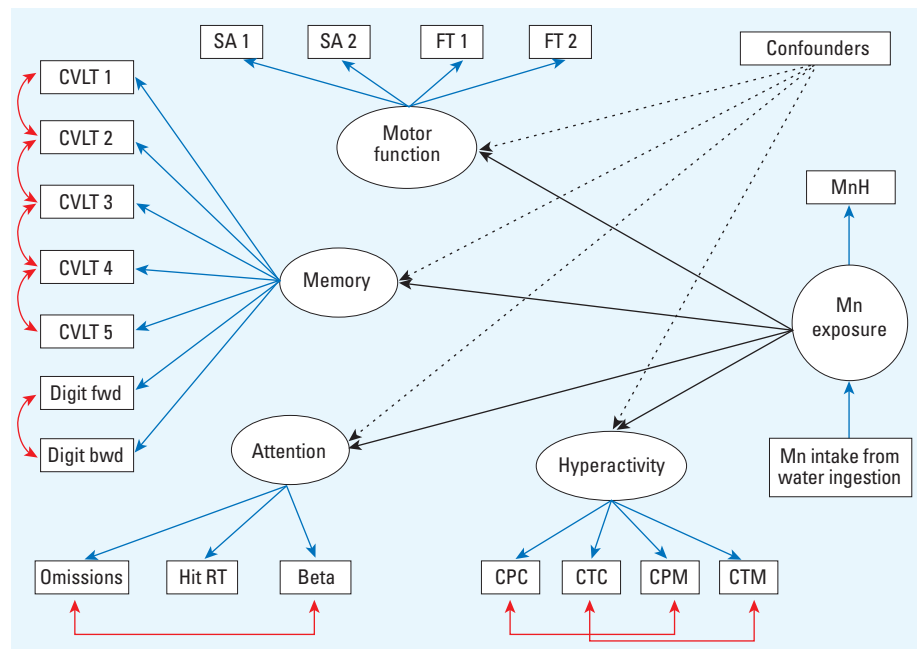 SA 1
SA 2
FT 1
FT 2
Confounders
CVLT 1
CVLT 2
CVLT 3
CVLT 4
CVLT 5
Digit fwd
Digit bwd
Motor
function
Memory
MnH
Mn
exposure
Mn intake from
water ingestion
Attention
Hyperactivity
Omissions
Hit RT
Beta
CPC
CTC
CPM
CTM